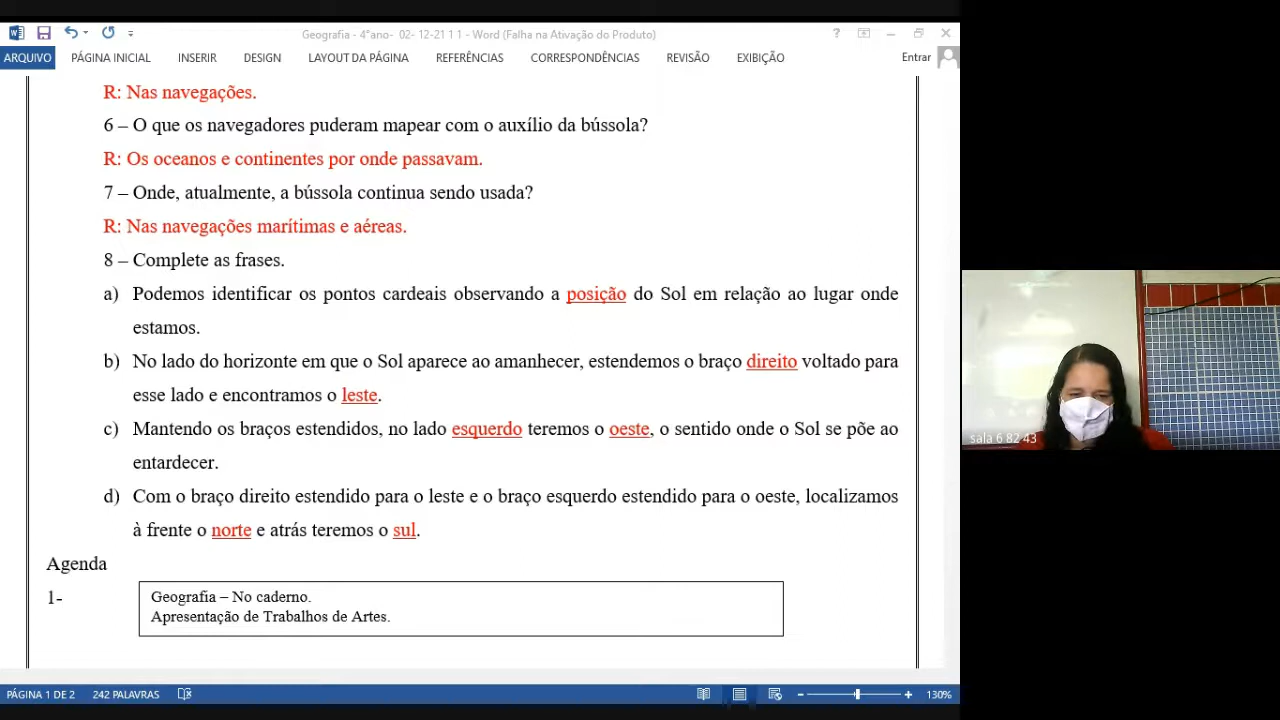 Geografia - 4°ano- 02- 12-21 1 1 - Word (Falha na Ativação do Produto)
?
ARQUIVO PÁGINA INICIAL INSERIR DESIGN LAYOUT DA PÁGINA REFERÊNCIAS CORRESPONDÊNCIAS REVISÃO EXIBIÇÃO Entrar
R: Nas navegações.
6 – O que os navegadores puderam mapear com o auxílio da bússola?
R: Os oceanos e continentes por onde passavam.
7 – Onde, atualmente, a bússola continua sendo usada?
R: Nas navegações marítimas e aéreas.
8 – Complete as frases.
a) Podemos identificar os pontos cardeais observando a posição do Sol em relação ao lugar onde
estamos.
b) No lado do horizonte em que o Sol aparece ao amanhecer, estendemos o braço direito voltado para
esse lado e encontramos o leste.
c) Mantendo os braços estendidos, no lado esquerdo teremos o oeste, o sentido onde o Sol se põe ao
entardecer.
d) Com o braço direito estendido para o leste e o braço esquerdo estendido para o oeste, localizamos
à frente o norte e atrás teremos o sul.
Agenda
1-
Geografia – No caderno.
Apresentação de Trabalhos de Artes.
PÁGINA 1 DE 2 242 PALAVRAS 130%
sala 6 82 43